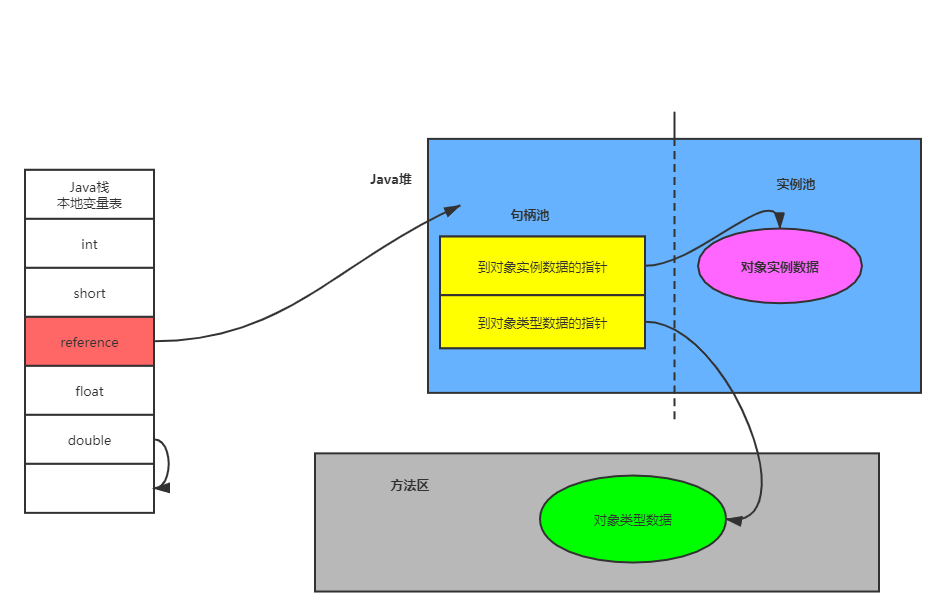 Java栈
本地变量表
int
short
reference
float
double
Java堆
句柄池
到对象实例数据的指针
到对象类型数据的指针
实例池
对象实例数据
方法区
对象类型数据